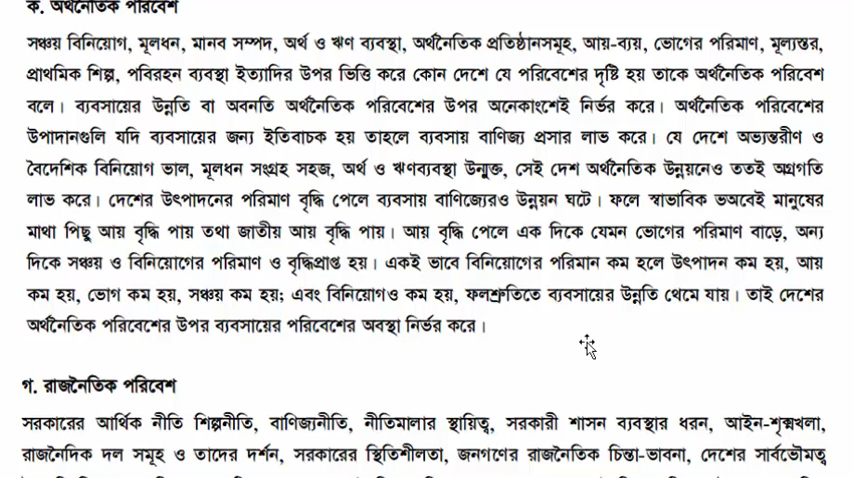 ক. অর্থনৈতিক পরিবেশ
সঞ্চয় বিনিয়োগ, মূলধন, মানব সম্পদ, অর্থ ও ঋণ ব্যবস্থা, অর্থনৈতিক প্রতিষ্ঠানসমূহ, আয়-ব্যয়, ভোগের পরিমাণ, মূল্যস্তর,
প্রাথমিক শিল্প, পবিরহন ব্যবস্থা ইত্যাদির উপর ভিত্তি করে কোন দেশে যে পরিবেশের দৃষ্টি হয় তাকে অর্থনৈতিক পরিবেশ
বলে। ব্যবসায়ের উন্নতি বা অবনতি অর্থনৈতিক পরিবেশের উপর অনেকাংশেই নির্ভর করে। অর্থনৈতিক পরিবেশের
উপাদানগুলি যদি ব্যবসায়ের জন্য ইতিবাচক হয় তাহলে ব্যবসায় বাণিজ্য প্রসার লাভ করে। যে দেশে অভ্যন্তরীণ ও
বৈদেশিক বিনিয়োগ ভাল, মূলধন সংগ্রহ সহজ, অর্থ ও ঋণব্যবস্থা উন্মুক্ত, সেই দেশ অর্থনৈতিক উন্নয়নেও ততই অগ্রগতি
লাভ করে। দেশের উৎপাদনের পরিমাণ বৃদ্ধি পেলে ব্যবসায় বাণিজ্যেরও উন্নয়ন ঘটে। ফলে স্বাভাবিক ভঅবেই মানুষের
মাথা পিছু আয় বৃদ্ধি পায় তথা জাতীয় আয় বৃদ্ধি পায়। আয় বৃদ্ধি পেলে এক দিকে যেমন ভোগের পরিমাণ বাড়ে, অন্য
দিকে সঞ্চয় ও বিনিয়োগের পরিমাণ ও বৃদ্ধিপ্রাপ্ত হয়। একই ভাবে বিনিয়োগের পরিমান কম হলে উৎপাদন কম হয়, আয়
কম হয়, ভোগ কম হয়, সঞ্চয় কম হয়; এবং বিনিয়োগও কম হয়, ফলশ্রুতিতে ব্যবসায়ের উন্নতি থেমে যায়। তাই দেশের
অর্থনৈতিক পরিবেশের উপর ব্যবসায়ের পরিবেশের অবস্থা নির্ভর করে।
গ. রাজনৈতিক পরিবেশ
সরকারের আর্থিক নীতি শিল্পনীতি, বাণিজ্যনীতি, নীতিমালার স্থায়িত্ব, সরকারী শাসন ব্যবস্থার ধরন, আইন-শৃঙ্খলা,
রাজনৈদিক দল সমূহ ও তাদের দর্শন, সরকারের স্থিতিশীলতা, জনগণের রাজনৈতিক চিন্তা-ভাবনা, দেশের সার্বভৌমত্ব